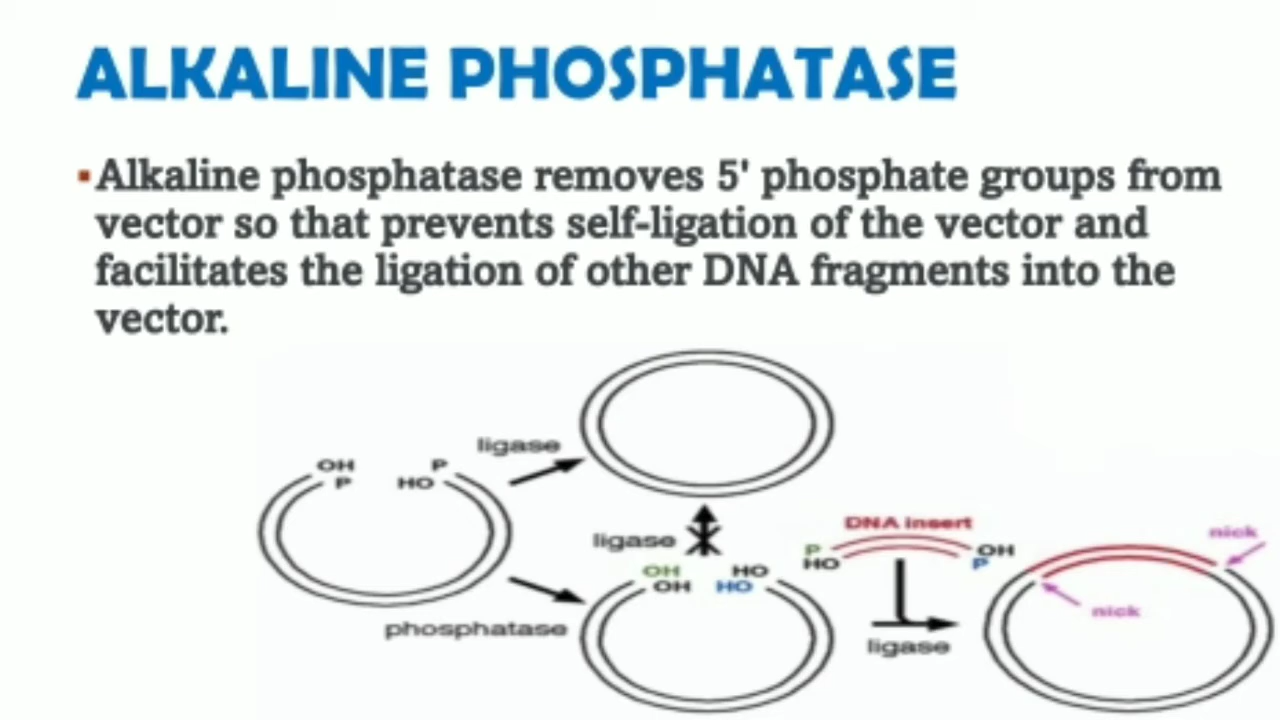 ALKALINE PHOSPHATASE
▪Alkaline phosphatase removes 5' phosphate groups from
vector so that prevents self-ligation of the vector and
facilitates the ligation of other DNA fragments into the
vector.
ligase
OH
P
P
HO
ligase
DNA insert
P
HO
OH
P
nick
OH
OH
HO
HO
phosphatase
ligase
nick